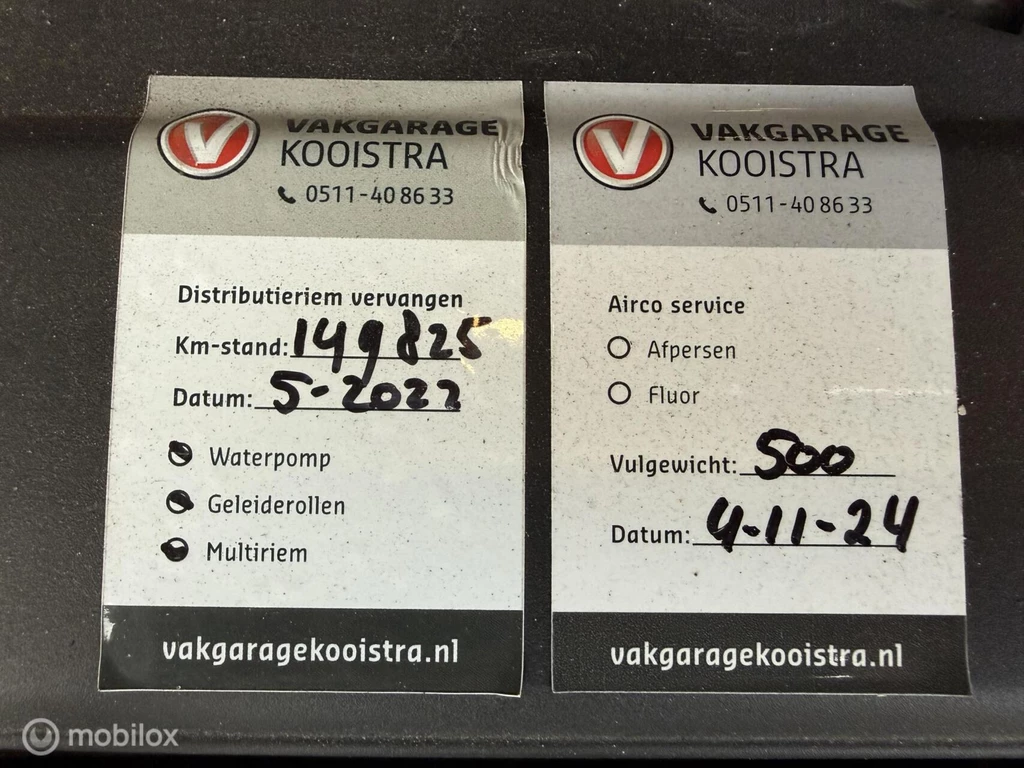 V VAKGARAGE
KOOISTRA
0511-40 86 33
Distributieriem vervangen
Km-stand: 149825
Datum: 5-2022
Waterpomp
Geleiderollen
Multiriem
vakgaragekooistra.nl
V VAKGARAGE
KOOISTRA
0511-40 86 33
Airco service
Afpersen
Fluor
Vulgewicht: 500
Datum: 4-11-24
vakgaragekooistra.nl
mobilox